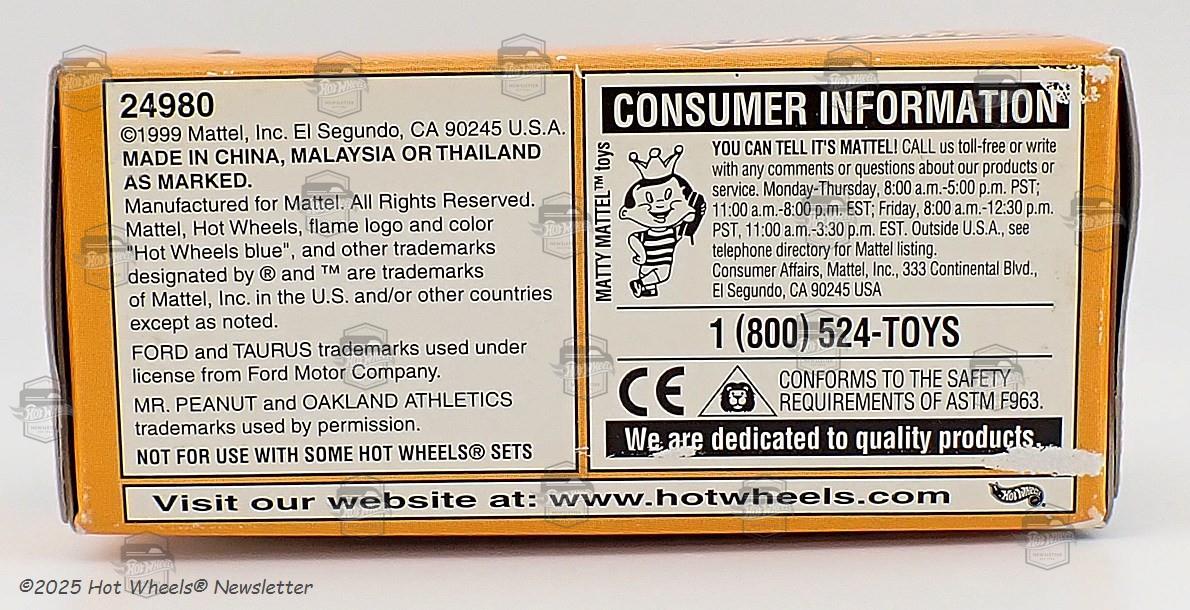 24980
©1999 Mattel, Inc. El Segundo, CA 90245 U.S.A.
MADE IN CHINA, MALAYSIA OR THAILAND
AS MARKED.
Manufactured for Mattel. All Rights Reserved.
Mattel, Hot Wheels, flame logo and color
"Hot Wheels blue", and other trademarks
designated by ® and ™ are trademarks
of Mattel, Inc. in the U.S. and/or other countries
except as noted.
FORD and TAURUS trademarks used under
license from Ford Motor Company.
MR. PEANUT and OAKLAND ATHLETICS
trademarks used by permission.
NOT FOR USE WITH SOME HOT WHEELS® SETS
CONSUMER INFORMATION
MATTY MATTEL™ toys
YOU CAN TELL IT'S MATTEL! CALL us toll-free or write
with any comments or questions about our products or
service. Monday-Thursday, 8:00 a.m.-5:00 p.m. PST;
11:00 a.m.-8:00 p.m. EST; Friday, 8:00 a.m.-12:30 p.m.
PST, 11:00 a.m.-3:30 p.m. EST. Outside U.S.A., see
telephone directory for Mattel listing.
Consumer Affairs, Mattel, Inc., 333 Continental Blvd.,
El Segundo, CA 90245 USA
1 (800) 524-TOYS
CE
CONFORMS TO THE SAFETY
REQUIREMENTS OF ASTM F963.
We are dedicated to quality products.
Visit our website at: www.hotwheels.com
Hot Wheels
©2025 Hot Wheels® Newsletter